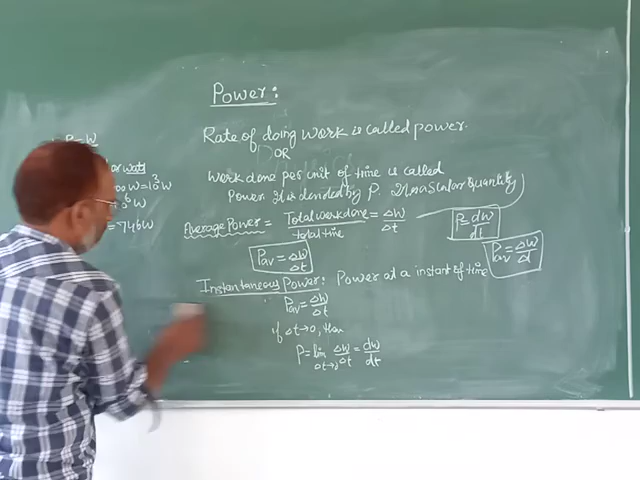 Power:
Rate of doing work is called power.
OR
Work done per unit of time is called
Power. It is denoted by P. It is a Scalar Quantity
Average Power = Total work done / total time = ΔW/Δt
P = dW/dt
Pav = ΔW/Δt
Pav = ΔW/Δ
Instantaneous Power: Power at a instant of time
Pav = ΔW/Δt
if Δt→0, then
P = lim Δt→0 ΔW/Δt = dW/dt
P = W
or watt
W = 10³ W
⁶ W
= 746 W